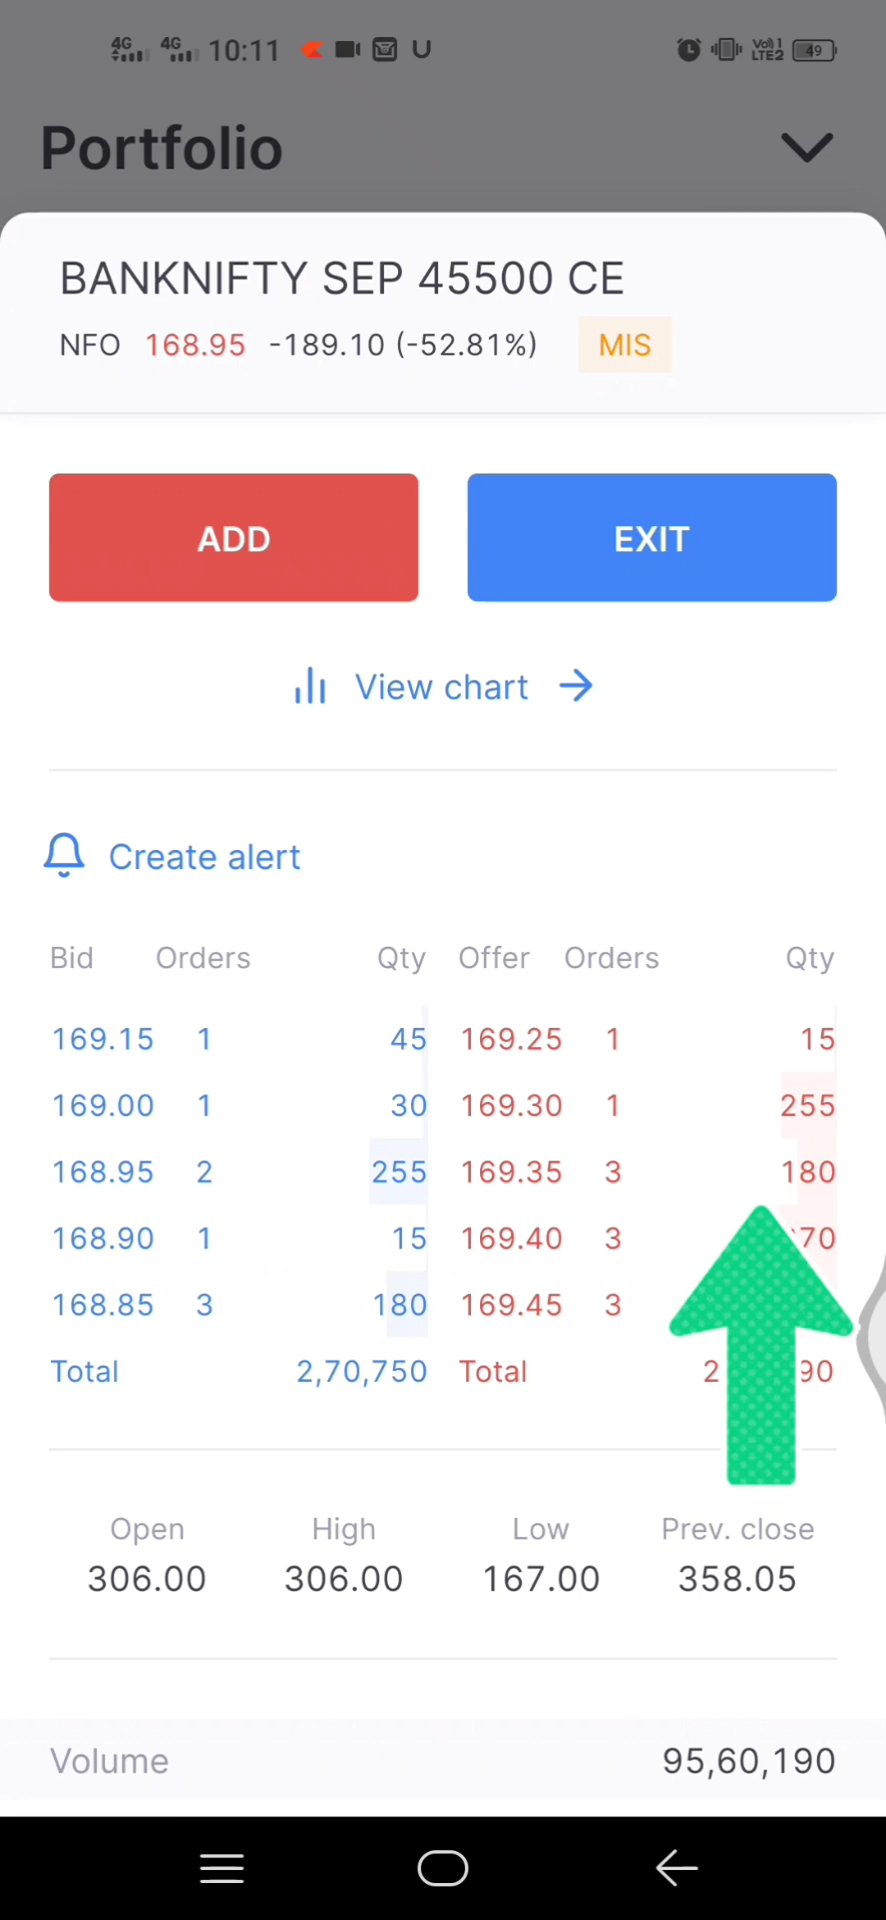 4G 4G 10:11 Vol) 1 LTE2 49
Portfolio
BANKNIFTY SEP 45500 CE
NFO 168.95 -189.10 (-52.81%) MIS
ADD EXIT
View chart
Create alert
Bid Orders Qty Offer Orders Qty
169.15 1 45 169.25 1 15
169.00 1 30 169.30 1 255
168.95 2 255 169.35 3 180
168.90 1 15 169.40 3
168.85 3 180 169.45 3
Total 2,70,750 Total
Open High Low Prev. close
306.00 306.00 167.00 358.05
Volume 95,60,190